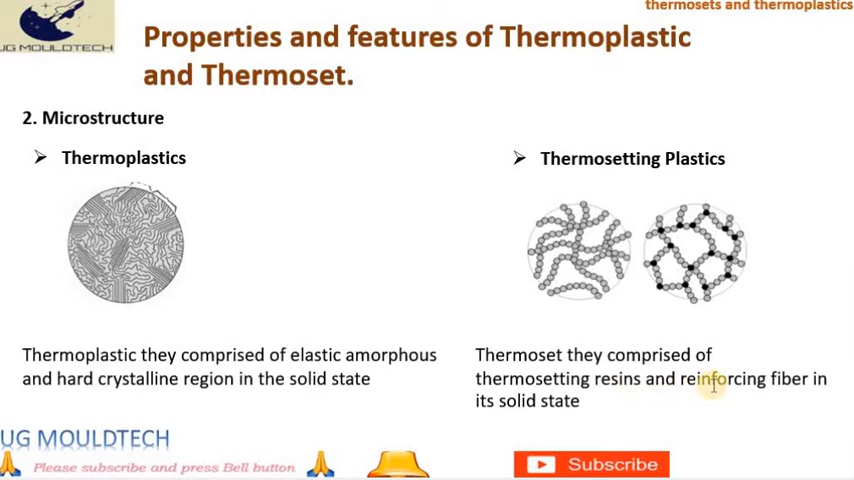 thermosets and thermoplastics
UG MOULDTECH
Properties and features of Thermoplastic
and Thermoset.
2. Microstructure
Thermoplastics
Thermosetting Plastics
Thermoplastic they comprised of elastic amorphous
and hard crystalline region in the solid state
Thermoset they comprised of
thermosetting resins and reinforcing fiber in
its solid state
UG MOULDTECH
Please subscribe and press Bell button
Subscribe